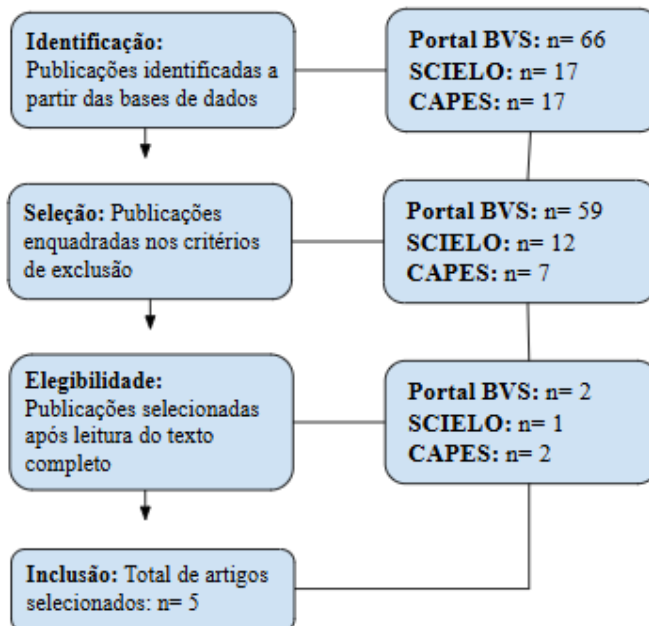 Identificação:
Publicações identificadas a
partir das bases de dados
Portal BVS: n= 66
SCIELO: n= 17
CAPES: n= 17
Seleção: Publicações
enquadradas nos critérios
de exclusão
Portal BVS: n= 59
SCIELO: n= 12
CAPES: n= 7
Elegibilidade:
Publicações selecionadas
após leitura do texto
completo
Portal BVS: n= 2
SCIELO: n= 1
CAPES: n= 2
Inclusão: Total de artigos
selecionados: n= 5